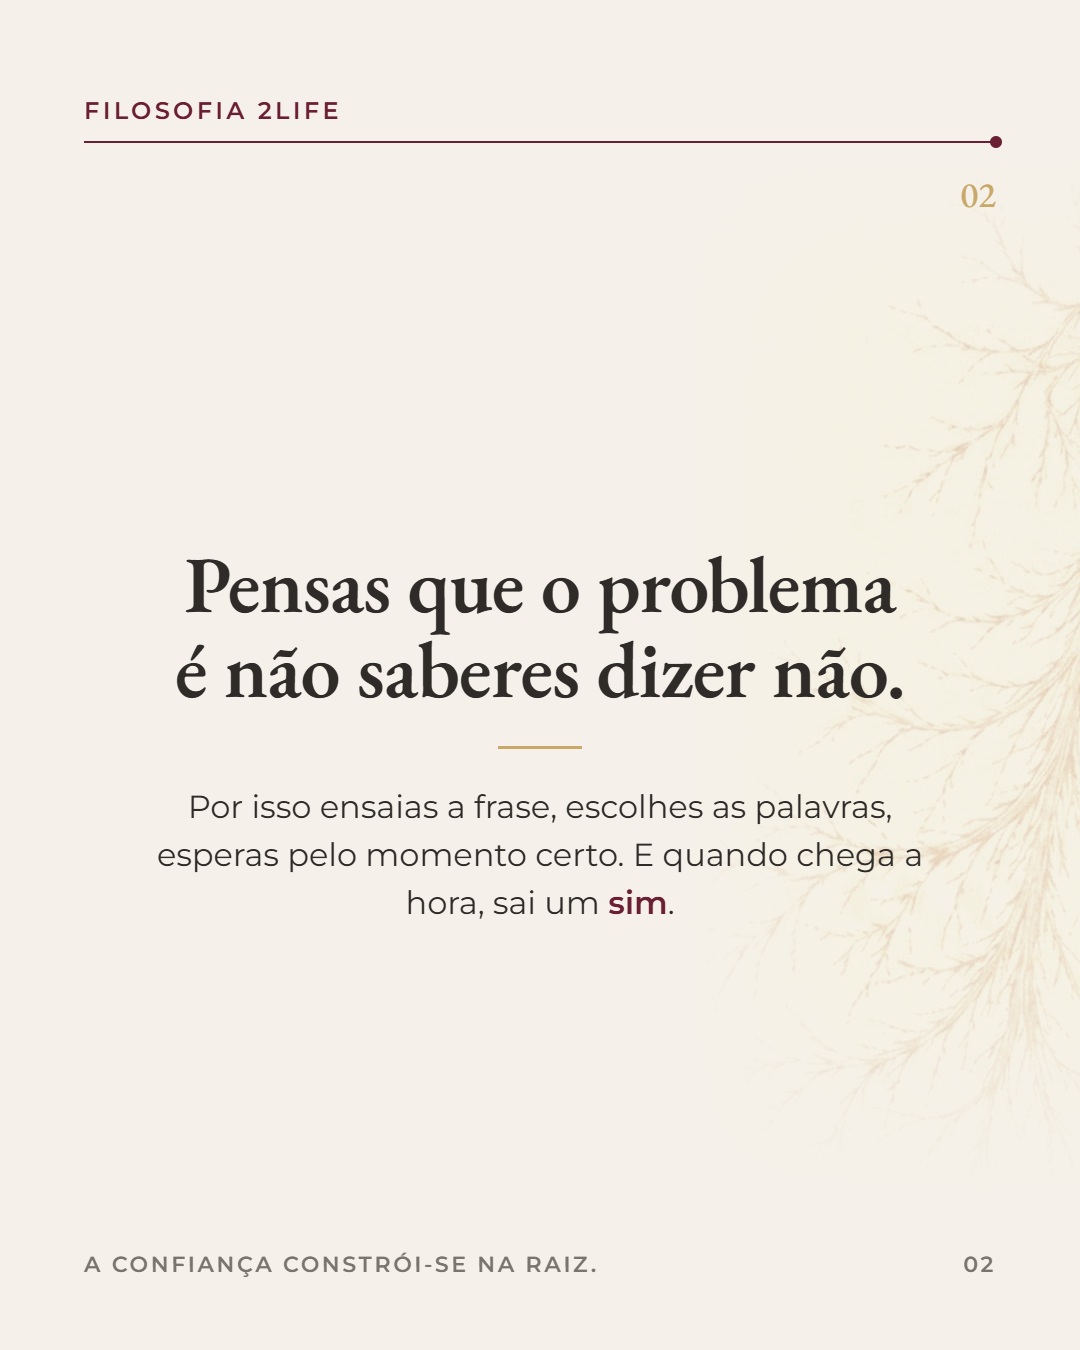 FILOSOFIA 2LIFE
02
Pensas que o problema
é não saberes dizer não.
Por isso ensaias a frase, escolhes as palavras,
esperas pelo momento certo. E quando chega a
hora, sai um sim.
A CONFIANÇA CONSTRÓI-SE NA RAIZ.
02